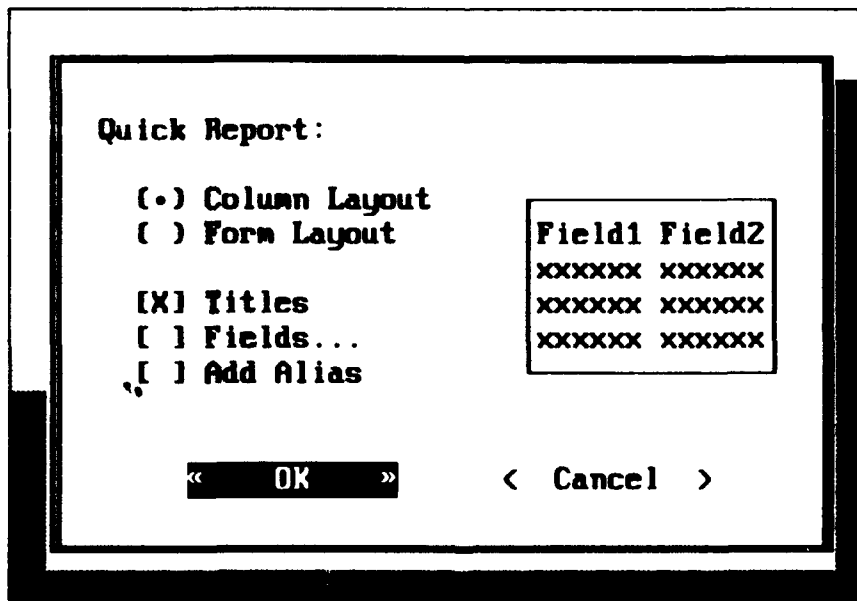 Quick Report:
(•) Column Layout
( ) Form Layout
[X] Titles
[ ] Fields...
[ ] Add Alias
Field1 Field2
xxxxxx xxxxxx
xxxxxx xxxxxx
xxxxxx xxxxxx
« OK »
< Cancel >